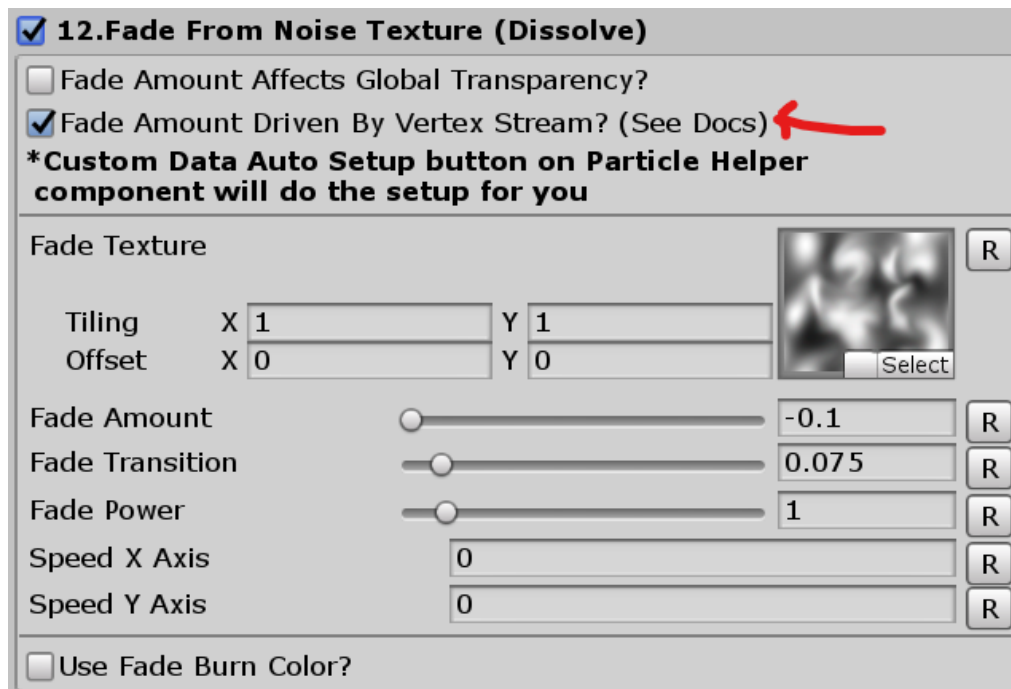 12.Fade From Noise Texture (Dissolve)
Fade Amount Affects Global Transparency?
Fade Amount Driven By Vertex Stream? (See Docs)
*Custom Data Auto Setup button on Particle Helper
component will do the setup for you
Fade Texture R
Tiling X 1 Y 1
Offset X 0 Y 0
Select
Fade Amount -0.1 R
Fade Transition 0.075 R
Fade Power 1 R
Speed X Axis 0 R
Speed Y Axis 0 R
Use Fade Burn Color?